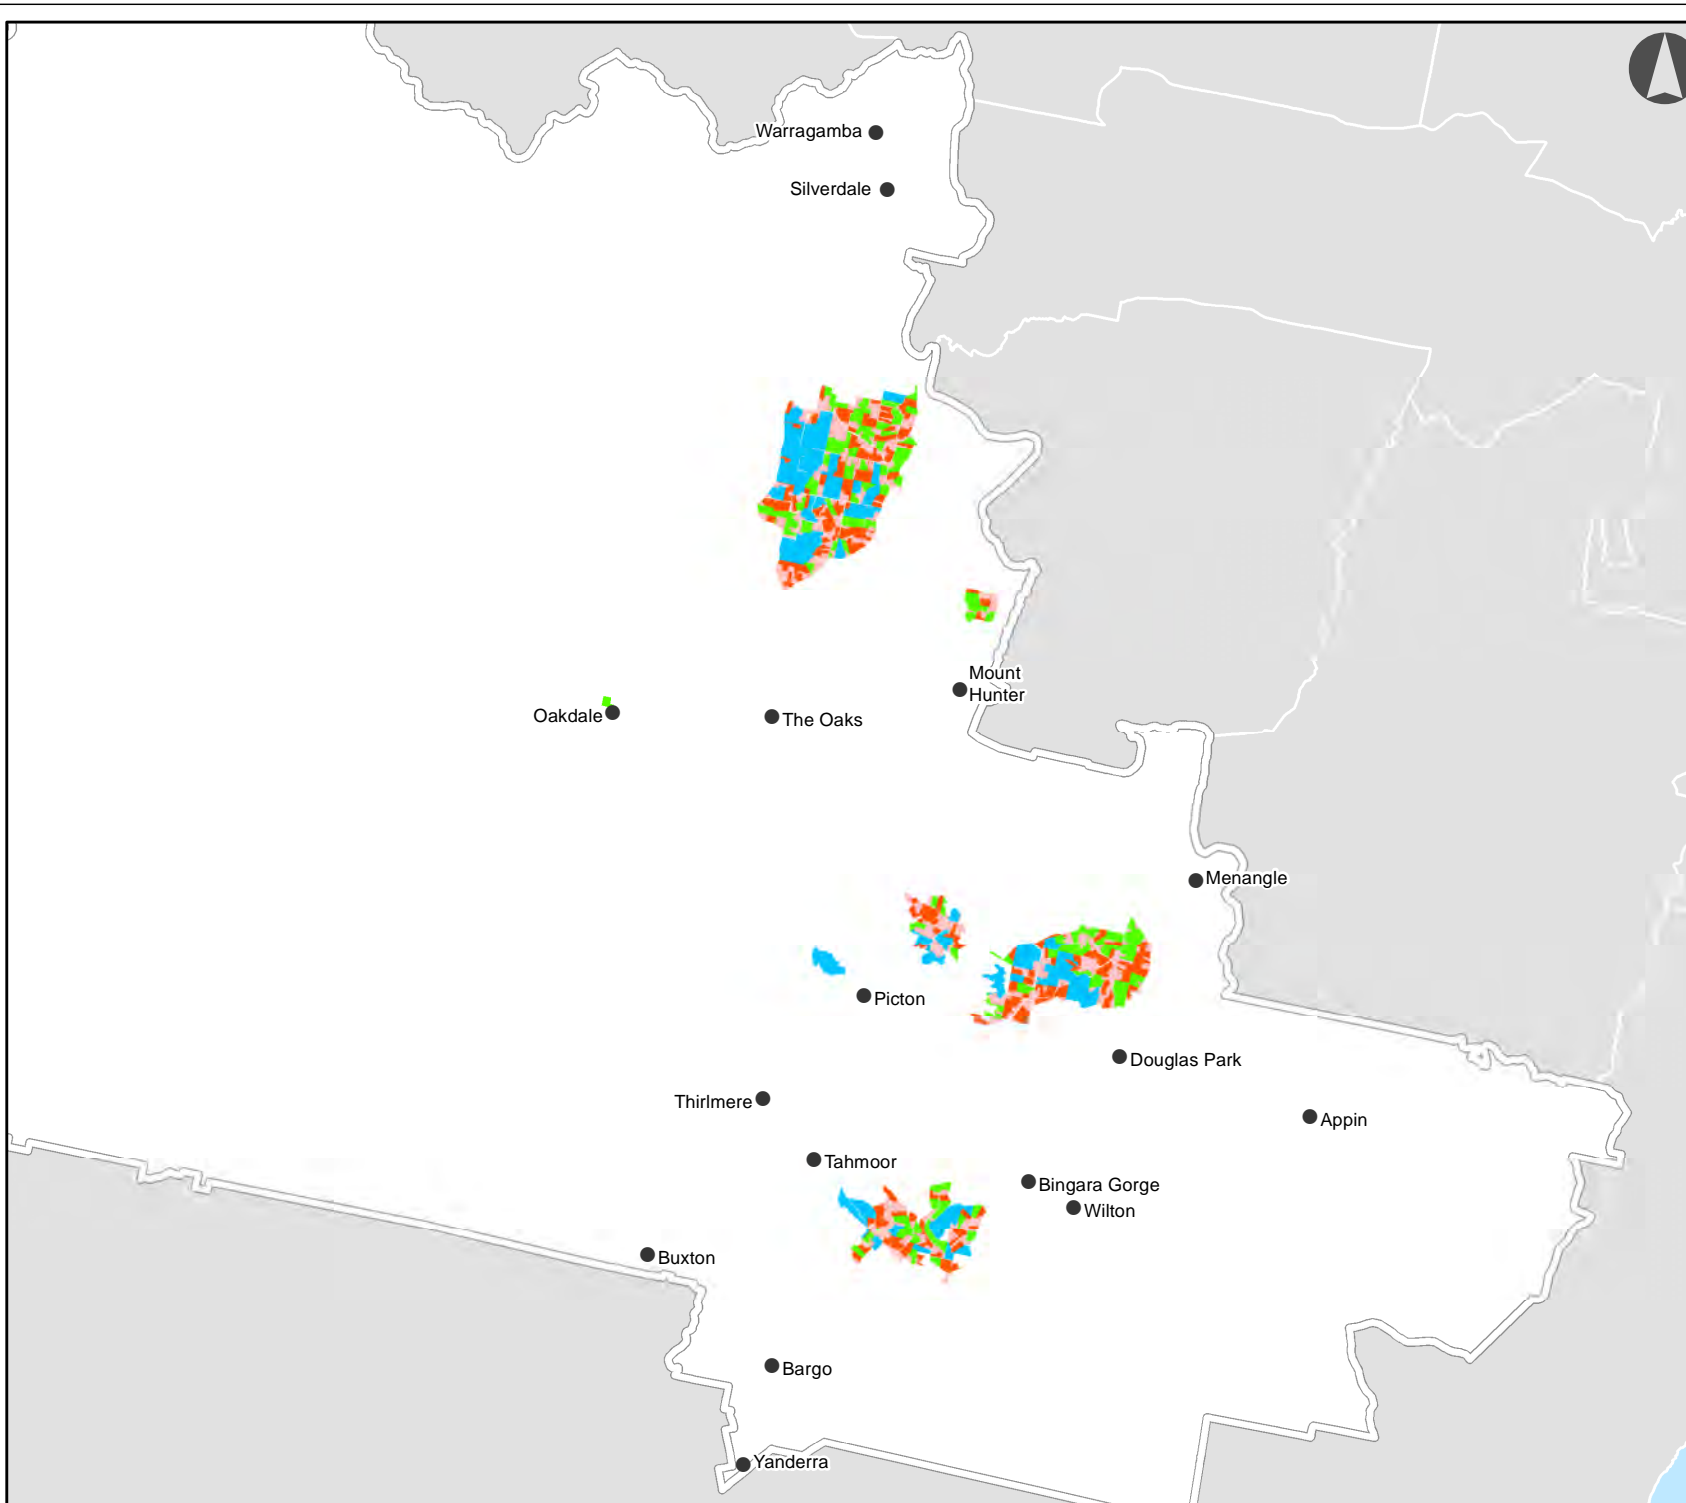 Warragamba
Silverdale
Mount
Hunter
Oakdale
The Oaks
Menangle
Picton
Douglas Park
Thirlmere
Appin
Tahmoor
Bingara Gorge
Wilton
Buxton
Bargo
Yanderra